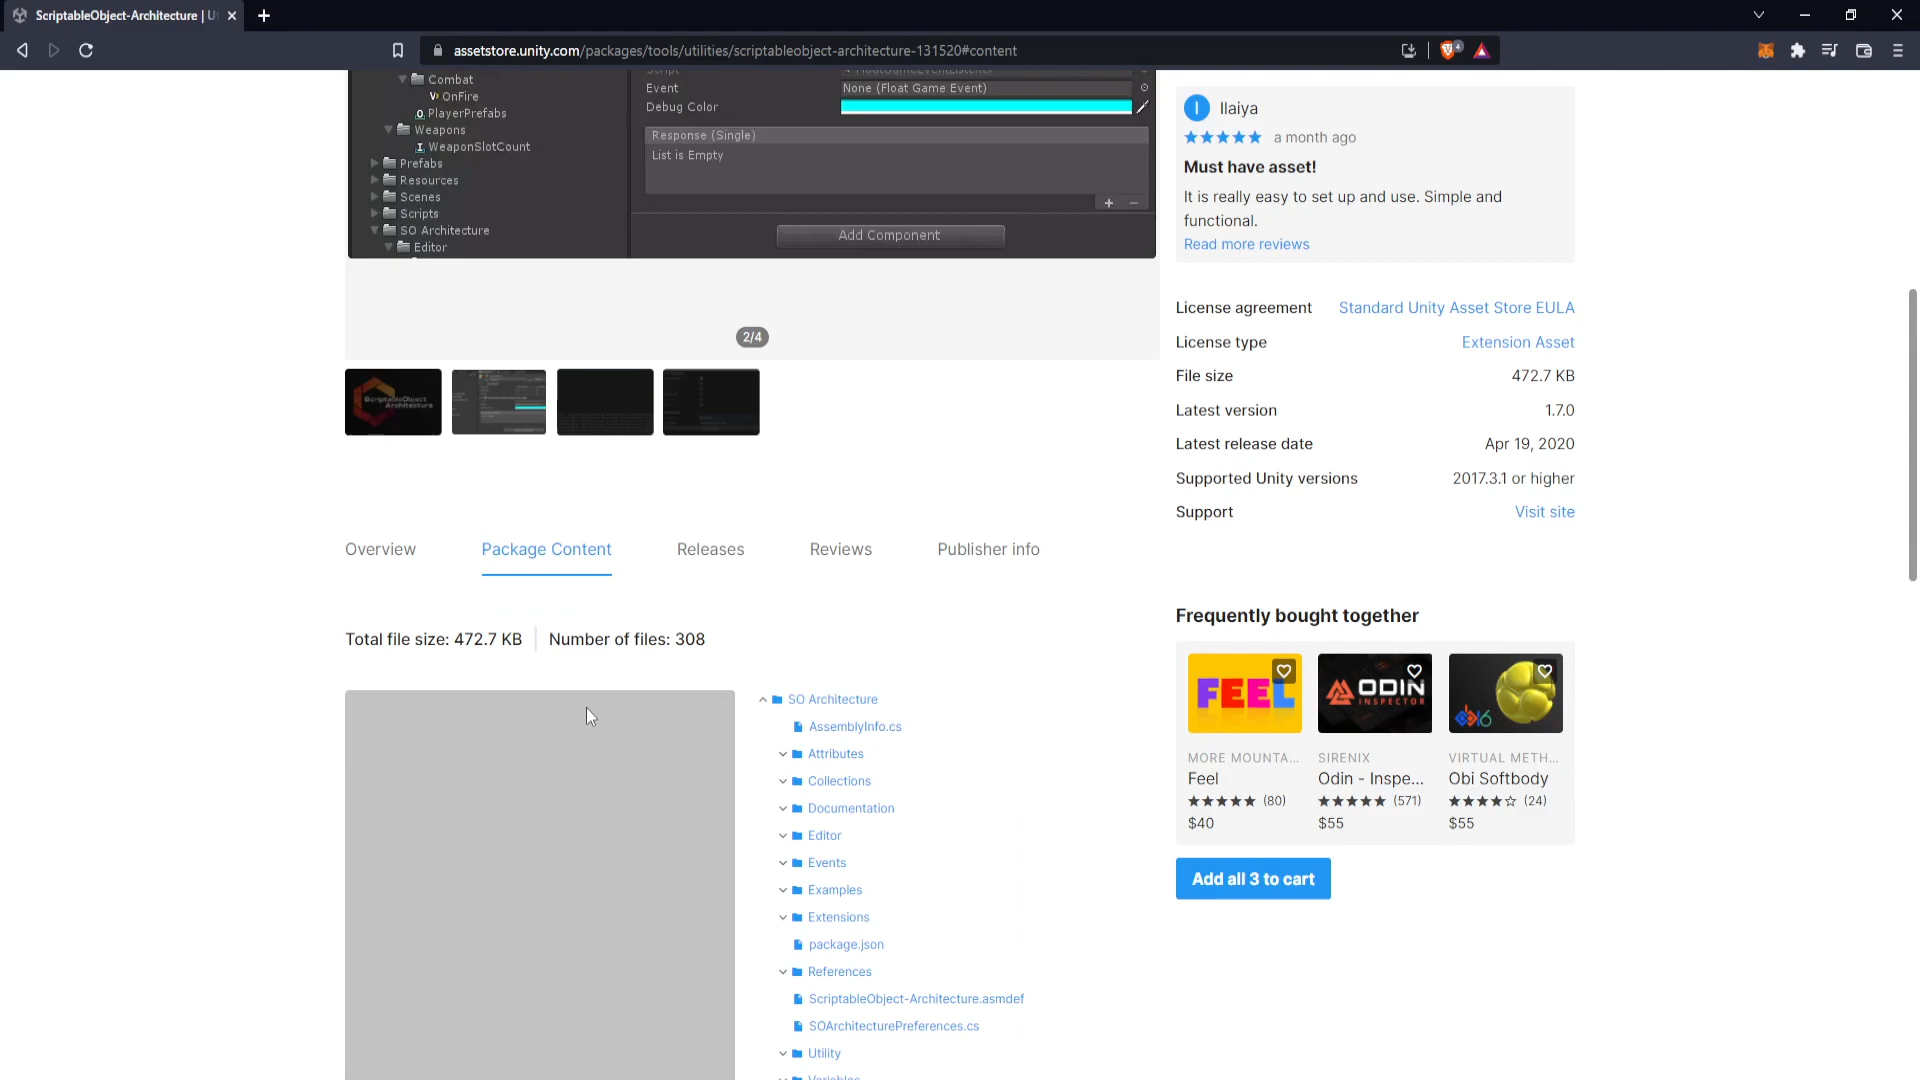 ScriptableObject-Architecture | U
assetstore.unity.com/packages/tools/utilities/scriptableobject-architecture-131520#content
4
Combat
OnFire
PlayerPrefabs
Weapons
WeaponSlotCount
Prefabs
Resources
Scenes
Scripts
SO Architecture
Editor
Script
FloatGameEventListener
Event
None (Float Game Event)
Debug Color
Response (Single)
List is Empty
Add Component
2/4
ScriptableObject
Architecture
I
Ilaiya
a month ago
Must have asset!
It is really easy to set up and use. Simple and
functional.
Read more reviews
License agreement
Standard Unity Asset Store EULA
License type
Extension Asset
File size
472.7 KB
Latest version
1.7.0
Latest release date
Apr 19, 2020
Supported Unity versions
2017.3.1 or higher
Support
Visit site
Overview
Package Content
Releases
Reviews
Publisher info
Total file size: 472.7 KB
Number of files: 308
SO Architecture
AssemblyInfo.cs
Attributes
Collections
Documentation
Editor
Events
Examples
Extensions
package.json
References
ScriptableObject-Architecture.asmdef
SOArchitecturePreferences.cs
Utility
Variables
Frequently bought together
FEEL
ODIN
INSPECTOR
obi6
MORE MOUNTA...
SIRENIX
VIRTUAL METH...
Feel
Odin - Inspe...
Obi Softbody
(80)
(571)
(24)
$40
$55
$55
Add all 3 to cart